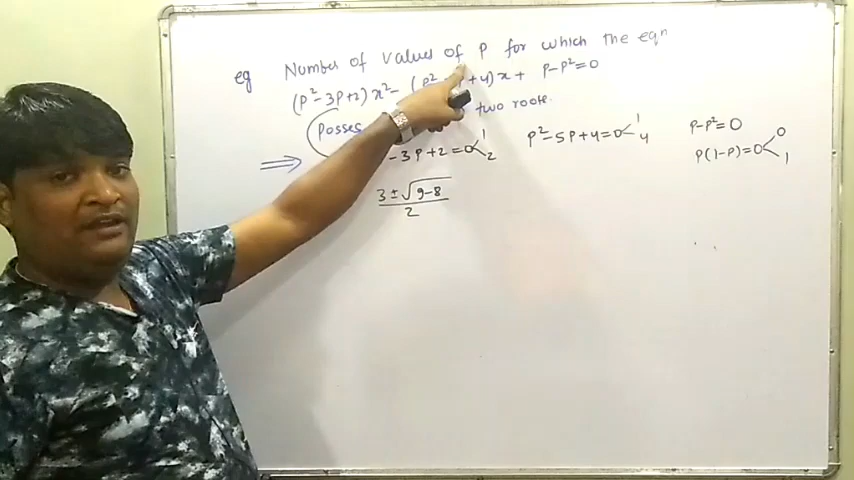 eg Number of values of P for which the eqn
(P²-3P+2)x²- (P² P+4)x+ P-P²=0
Posses two roots.
⟹ -3P+2=0< 1 2 P²-5P+4=0< 1 4 P-P²=0
P(1-P)=0< 0 1
3±√9-8
2